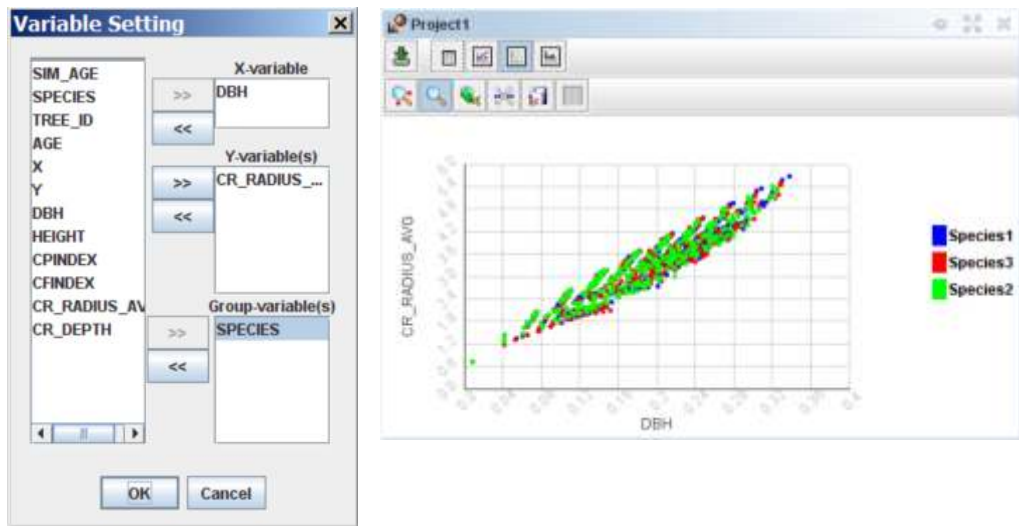 Variable Setting
SIM_AGE
SPECIES
TREE_ID
AGE
X
Y
DBH
HEIGHT
CPINDEX
CFINDEX
CR_RADIUS_AV
CR_DEPTH
>>
<<
X-variable
DBH
>>
<<
Y-variable(s)
CR_RADIUS_...
>>
<<
Group-variable(s)
SPECIES
OK
Cancel
Project1
CR_RADIUS_AVG
DBH
Species1
Species3
Species2